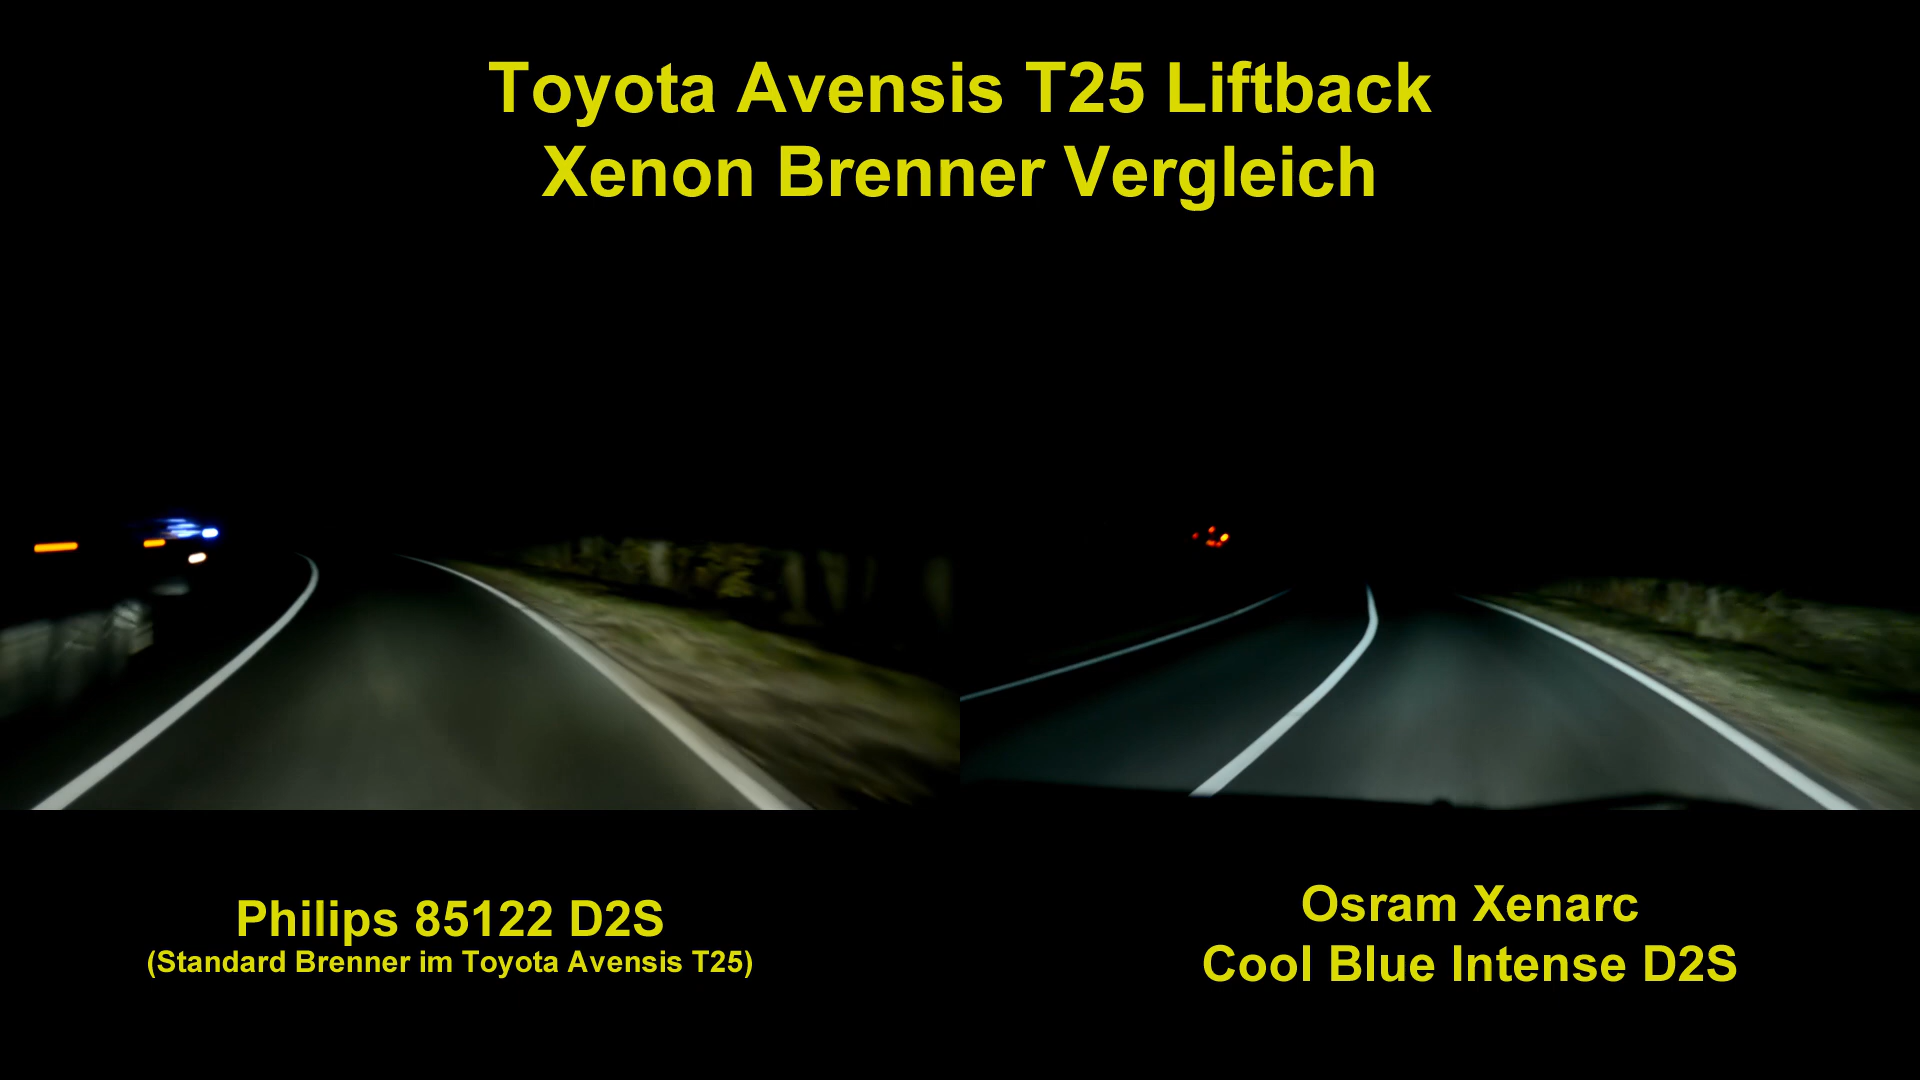 Toyota Avensis T25 Liftback
Xenon Brenner Vergleich
Philips 85122 D2S
(Standard Brenner im Toyota Avensis T25)
Osram Xenarc
Cool Blue Intense D2S